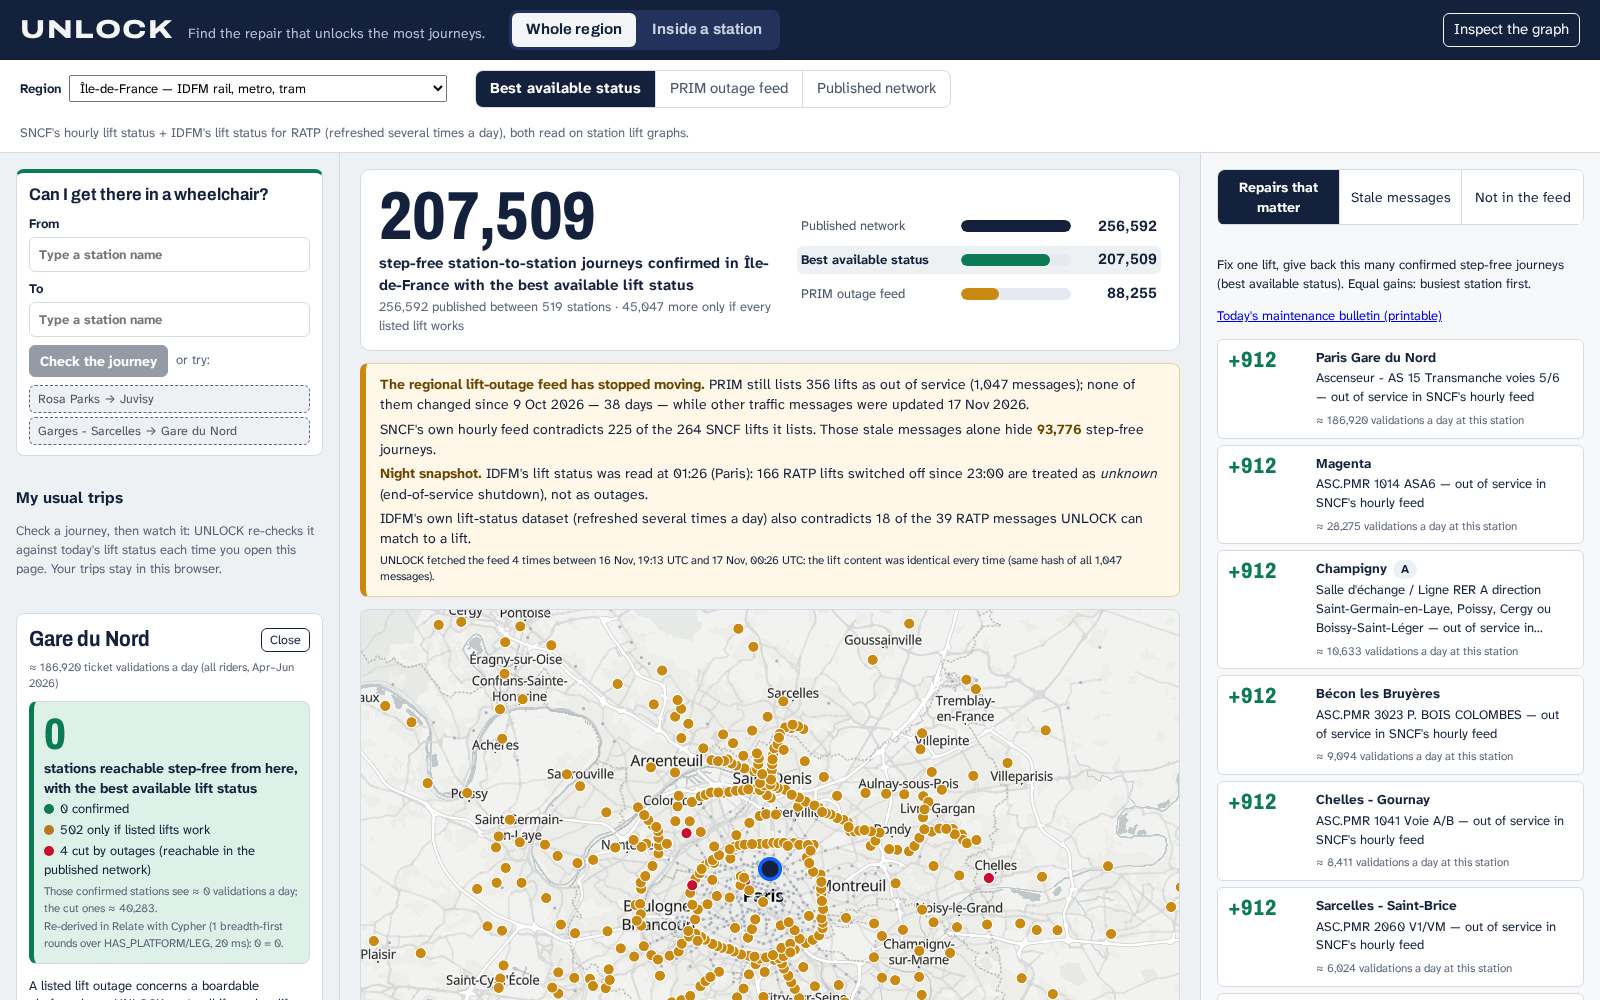 UNLOCK
Find the repair that unlocks the most journeys.
Whole region
Inside a station
Inspect the graph
Region
Île-de-France — IDFM rail, metro, tram
Best available status
PRIM outage feed
Published network
SNCF's hourly lift status + IDFM's lift status for RATP (refreshed several times a day), both read on station lift graphs.
Can I get there in a wheelchair?
From
Type a station name
To
Type a station name
Check the journey
or try:
Rosa Parks → Juvisy
Garges - Sarcelles → Gare du Nord
My usual trips
Check a journey, then watch it: UNLOCK re-checks it
against today's lift status each time you open this
page. Your trips stay in this browser.
Gare du Nord
Close
≈ 186,920 ticket validations a day (all riders, Apr–Jun
2026)
0
stations reachable step-free from here,
with the best available lift status
0 confirmed
502 only if listed lifts work
4 cut by outages (reachable in the
published network)
Those confirmed stations see ≈ 0 validations a day;
the cut ones ≈ 40,283.
Re-derived in Relate with Cypher (1 breadth-first
rounds over HAS_PLATFORM/LEG, 20 ms): 0 = 0.
A listed lift outage concerns a boardable
207,509
step-free station-to-station journeys confirmed in Île-
de-France with the best available lift status
256,592 published between 519 stations · 45,047 more only if every
listed lift works
Published network
256,592
Best available status
207,509
PRIM outage feed
88,255
The regional lift-outage feed has stopped moving. PRIM still lists 356 lifts as out of service (1,047 messages); none of
them changed since 9 Oct 2026 — 38 days — while other traffic messages were updated 17 Nov 2026.
SNCF's own hourly feed contradicts 225 of the 264 SNCF lifts it lists. Those stale messages alone hide 93,776 step-free
journeys.
Night snapshot. IDFM's lift status was read at 01:26 (Paris): 166 RATP lifts switched off since 23:00 are treated as unknown
(end-of-service shutdown), not as outages.
IDFM's own lift-status dataset (refreshed several times a day) also contradicts 18 of the 39 RATP messages UNLOCK can
match to a lift.
UNLOCK fetched the feed 4 times between 16 Nov, 19:13 UTC and 17 Nov, 00:26 UTC: the lift content was identical every time (same hash of all 1,047
messages).
Cergy
Pontoise
Goussainville
Éragny-sur-Oise
Conflans-Sainte-
Honorine
Sarcelles
Tremblay-
en-France
Achères
Villepinte
Argenteuil
Saint-Denis
Sartrouville
Aulnay-sous-Bois
Villeparisis
Poissy
Colombes
Livry-Gargan
Saint-Germain-
en-Laye
Bondy
Chelles
Montreuil
Paris
Boulogne-
Billancourt
Noisy-le-Grand
Champigny-
sur-Marne
Plaisir
Saint-Cyr-l'École
Vitry-sur-Seine
Repairs that
matter
Stale messages
Not in the feed
Fix one lift, give back this many confirmed step-free journeys
(best available status). Equal gains: busiest station first.
Today's maintenance bulletin (printable)
+912
Paris Gare du Nord
Ascenseur - AS 15 Transmanche voies 5/6
— out of service in SNCF's hourly feed
≈ 186,920 validations a day at this station
+912
Magenta
ASC.PMR 1014 ASA6 — out of service in
SNCF's hourly feed
≈ 28,275 validations a day at this station
+912
Champigny A
Salle d'échange / Ligne RER A direction
Saint-Germain-en-Laye, Poissy, Cergy ou
Boissy-Saint-Léger — out of service in...
≈ 10,633 validations a day at this station
+912
Bécon les Bruyères
ASC.PMR 3023 P. BOIS COLOMBES — out
of service in SNCF's hourly feed
≈ 9,094 validations a day at this station
+912
Chelles - Gournay
ASC.PMR 1041 Voie A/B — out of service in
SNCF's hourly feed
≈ 8,411 validations a day at this station
+912
Sarcelles - Saint-Brice
ASC.PMR 2060 V1/VM — out of service in
SNCF's hourly feed
≈ 6,024 validations a day at this station